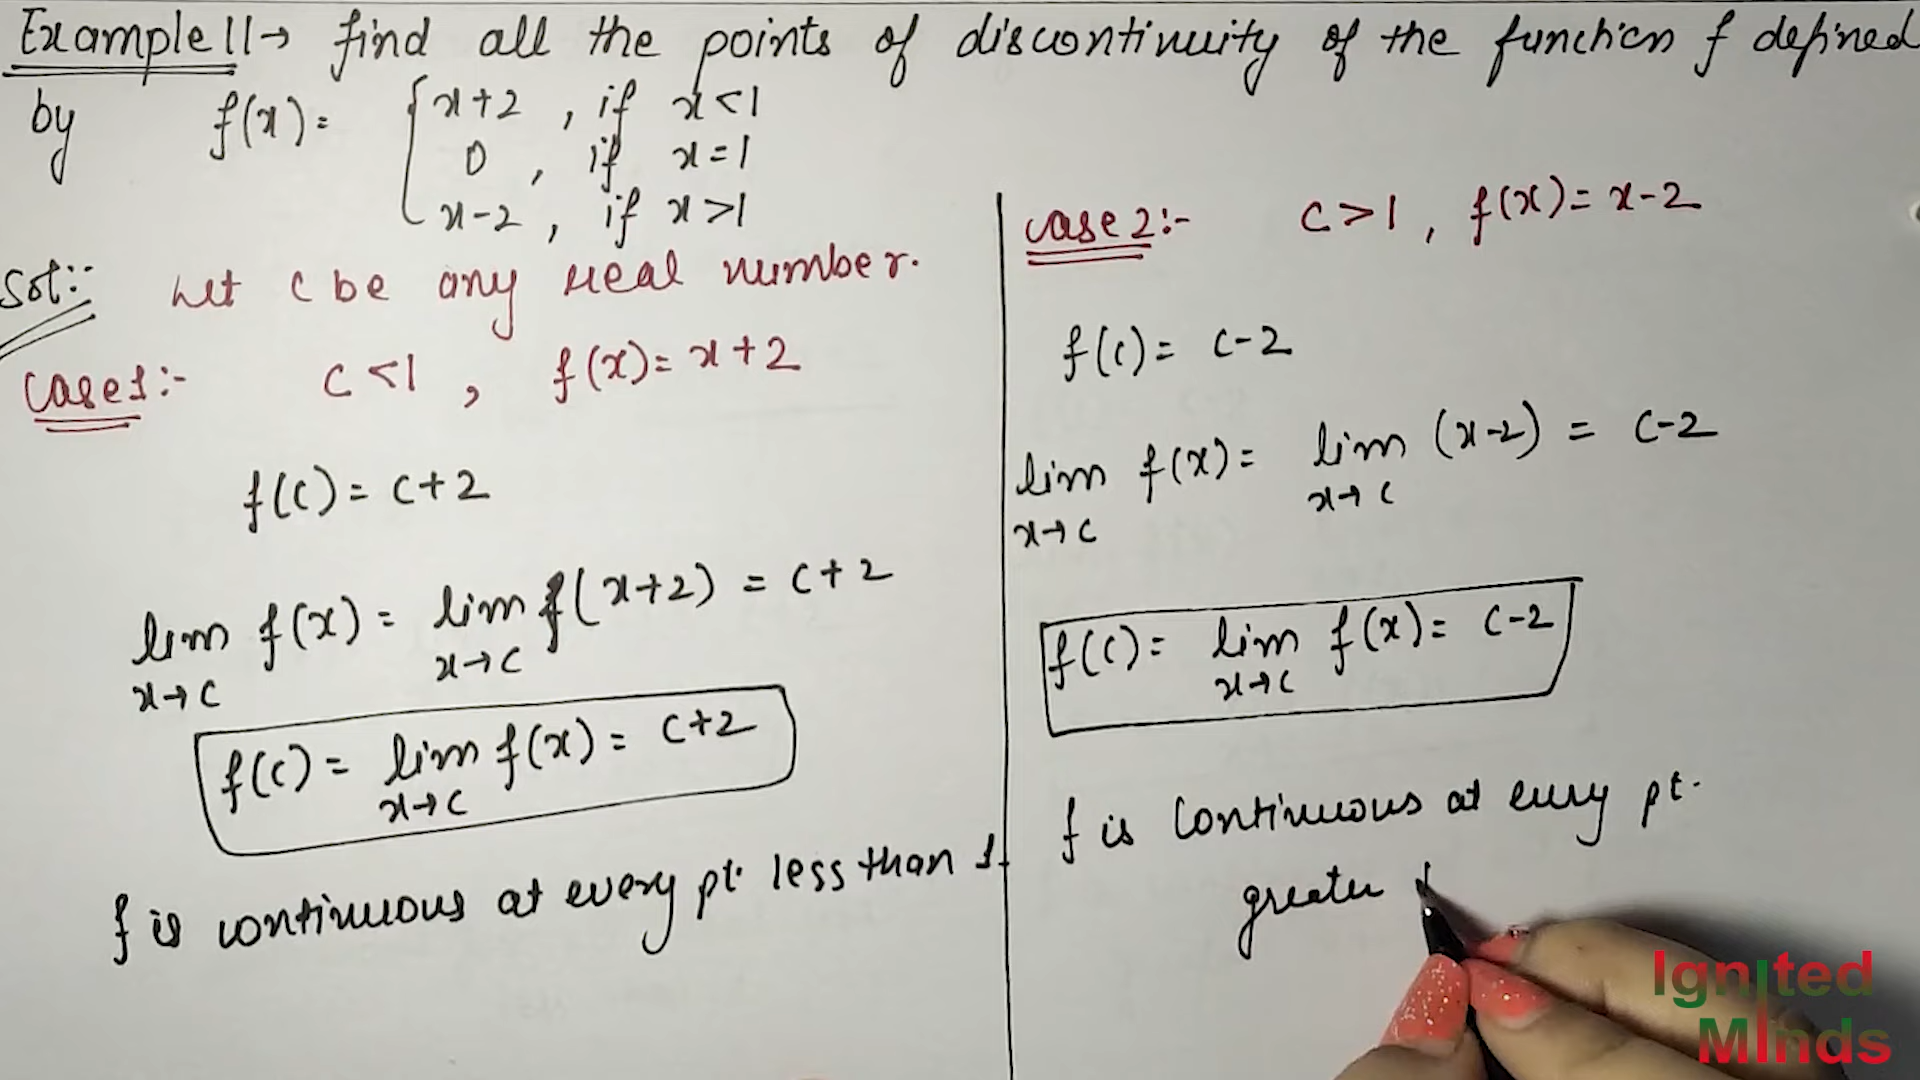 Example 11→ find all the points of discontinuity of the function f defined
by f(x) = { x+2 , if x<1
0 , if x=1
x-2 , if x>1
Sol:- Let c be any real number.
Case 1:- c<1 , f(x) = x+2
f(c) = c+2
lim f(x) = lim (x+2) = c+2
x→c x→c
f(c) = lim f(x) = c+2
x→c
f is continuous at every pt. less than 1.
Case 2:- c>1 , f(x) = x-2
f(c) = c-2
lim f(x) = lim (x-2) = c-2
x→c x→c
f(c) = lim f(x) = c-2
x→c
f is continuous at every pt.
greater
Ignited
Minds